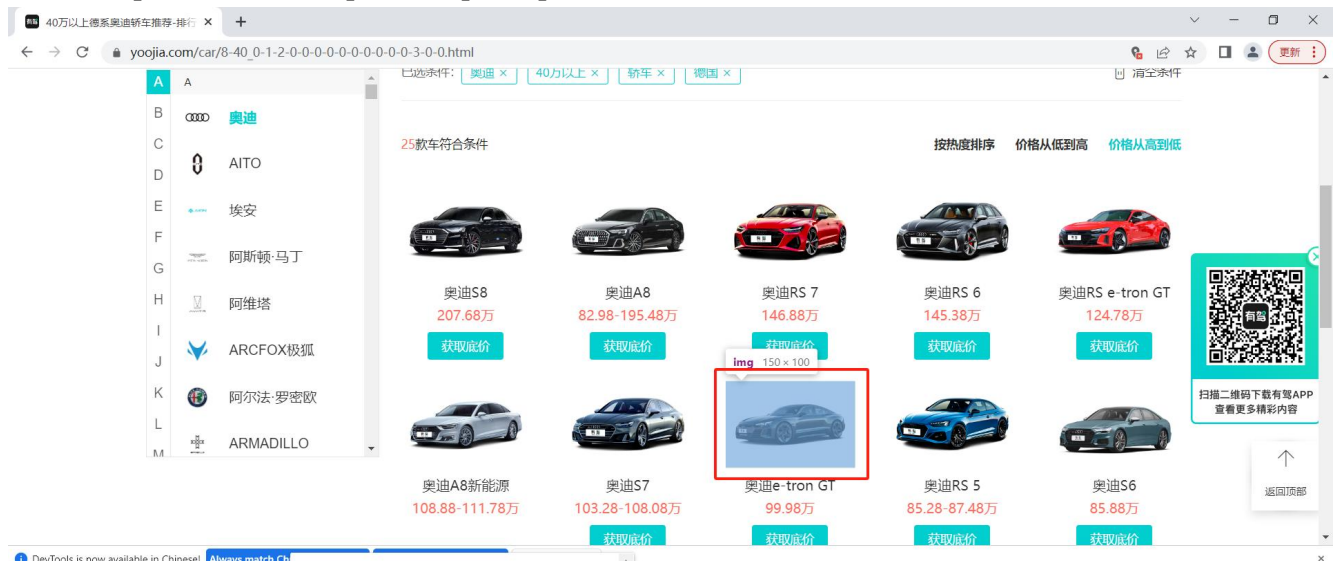 40万以上德系奥迪轿车推荐-排行
yoojia.com/car/8-40_0-1-2-0-0-0-0-0-0-0-0-0-0-3-0-0.html
更新
已选条件： 奥迪 × 40万以上 × 轿车 × 德国 ×
清空条件
A
B
C
D
E
F
G
H
I
J
K
L
M
A
奥迪
AITO
埃安
阿斯顿·马丁
阿维塔
ARCFOX极狐
阿尔法·罗密欧
ARMADILLO
25款车符合条件
按热度排序 价格从低到高 价格从高到低
奥迪S8 奥迪A8 奥迪RS 7 奥迪RS 6 奥迪RS e-tron GT
207.68万 82.98-195.48万 146.88万 145.38万 124.78万
获取底价 获取底价 获取底价 获取底价 获取底价
img 150 × 100
奥迪A8新能源 奥迪S7 奥迪e-tron GT 奥迪RS 5 奥迪S6
108.88-111.78万 103.28-108.08万 99.98万 85.28-87.48万 85.88万
获取底价 获取底价 获取底价 获取底价
有驾
扫描二维码下载有驾APP
查看更多精彩内容
返回顶部
DevTools is now available in Chinese! Always match Ch